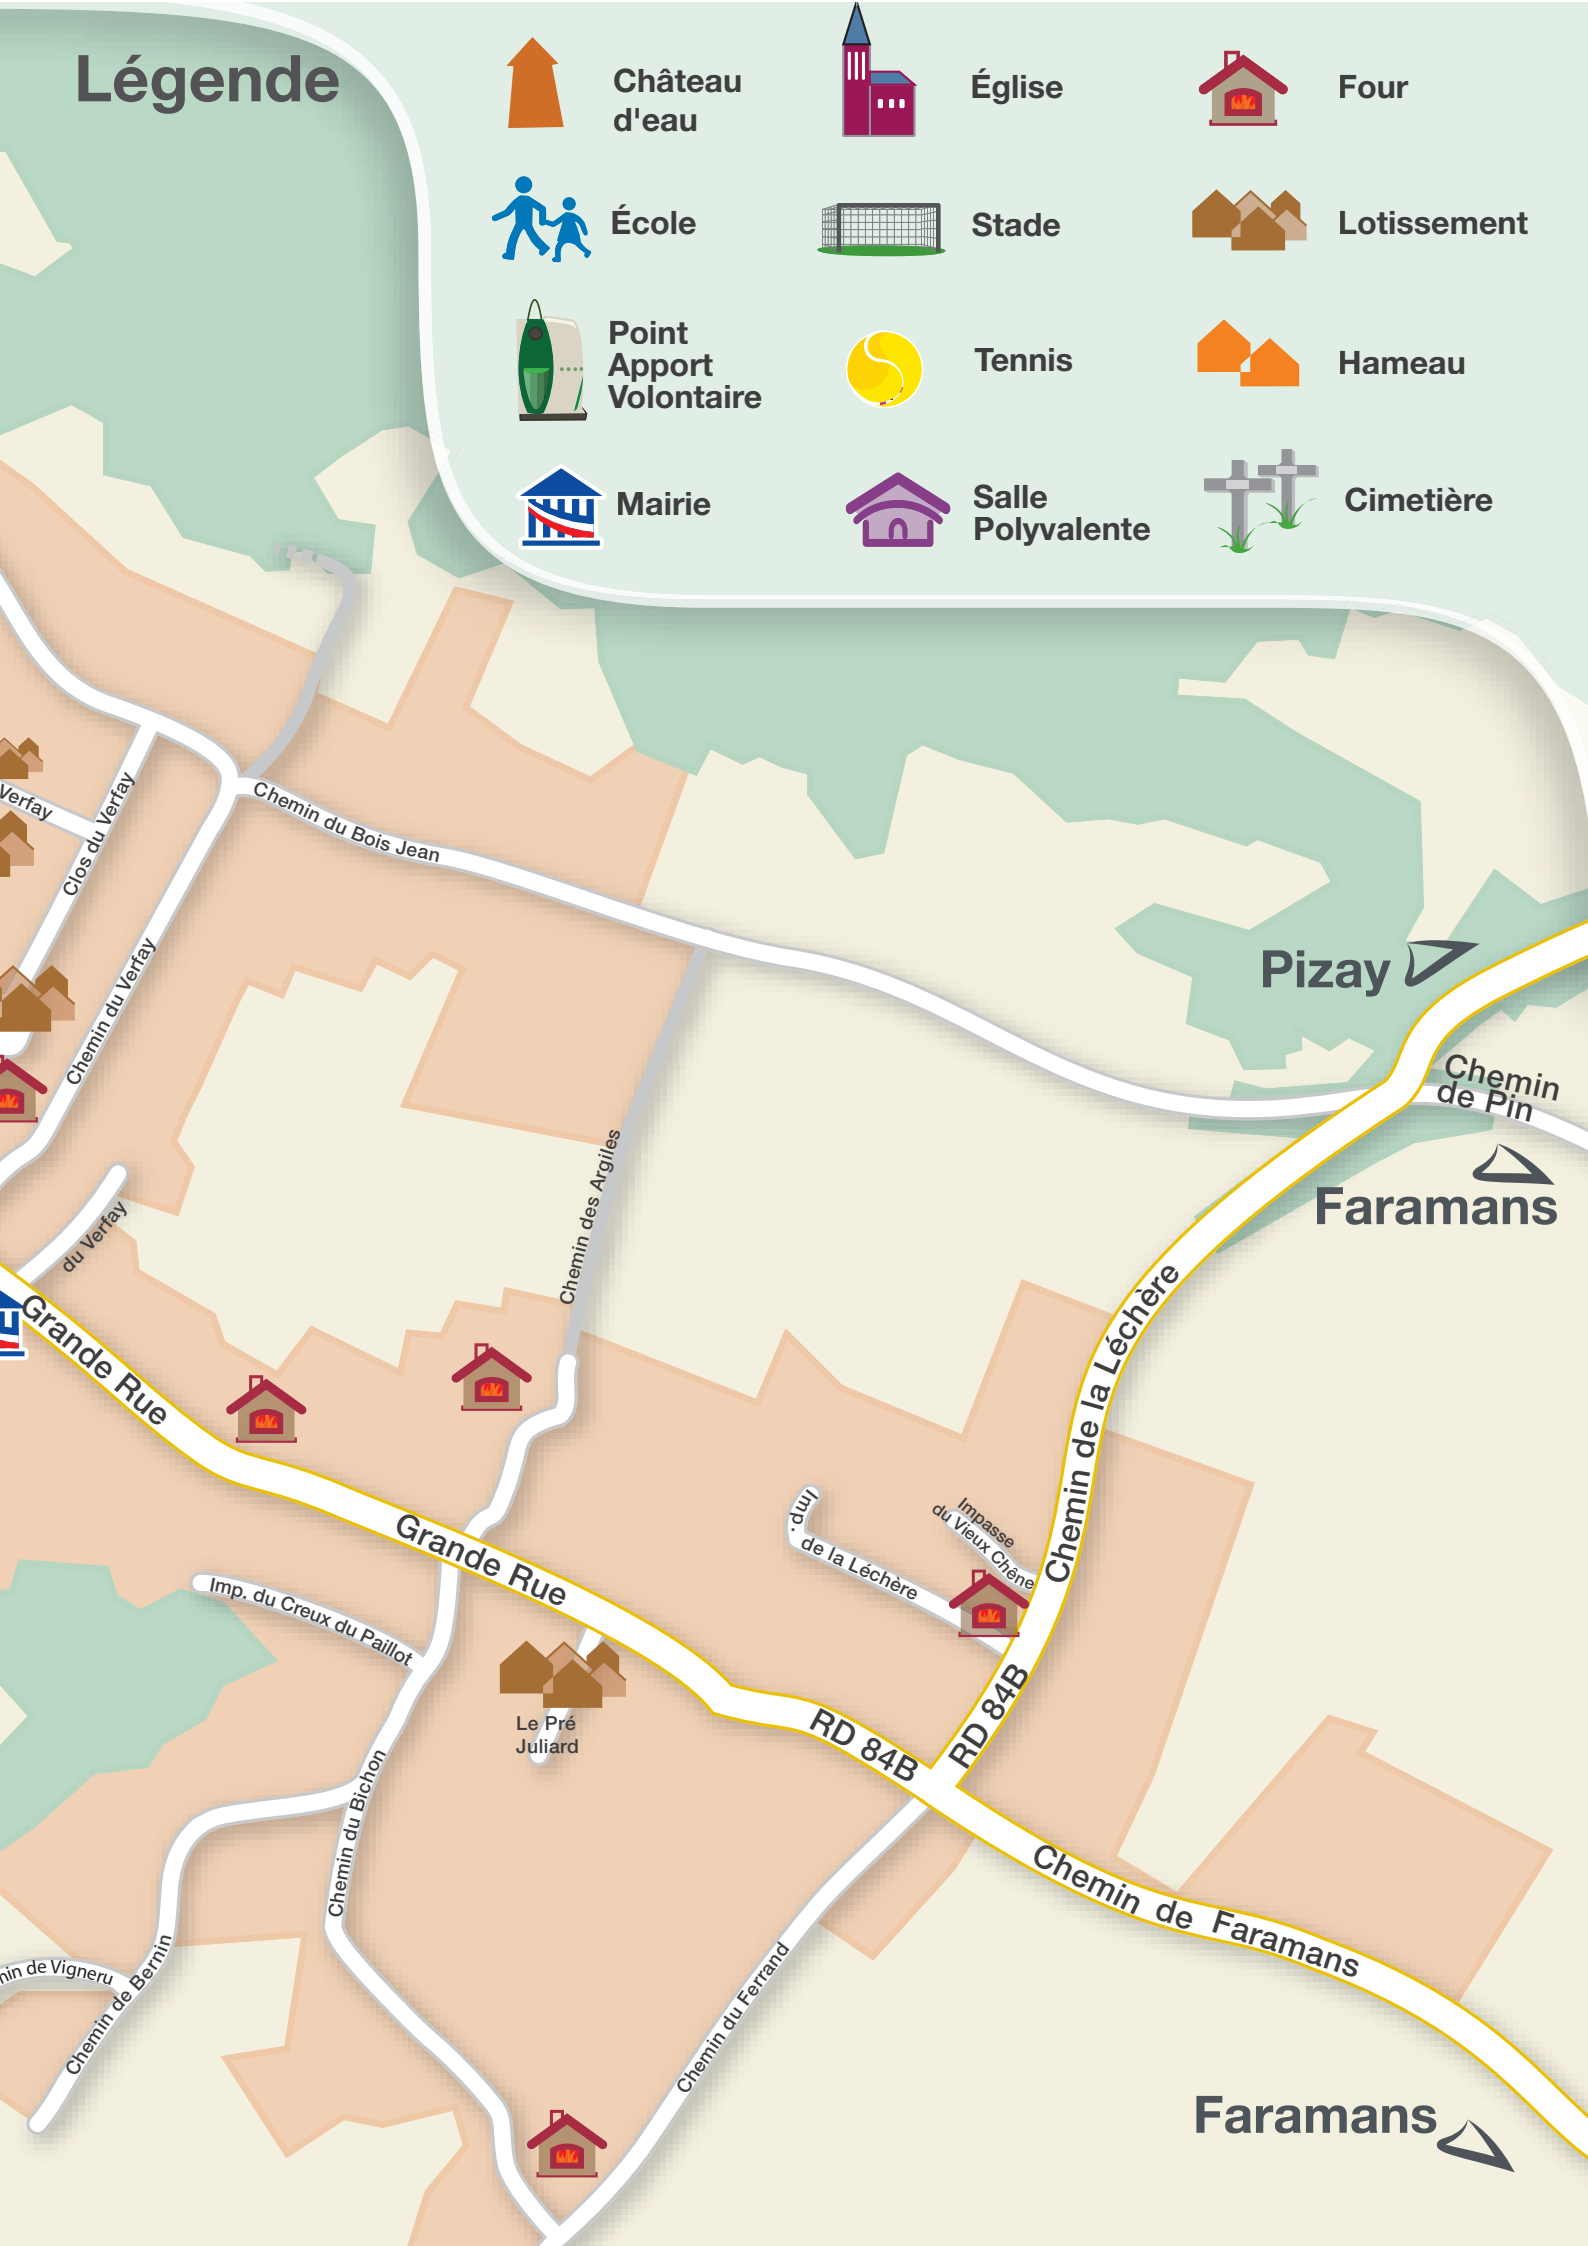 Légende
Château
d'eau
Église
Four
École
Stade
Lotissement
Point
Apport
Volontaire
Tennis
Hameau
Mairie
Salle
Polyvalente
Cimetière
Verfay
Clos du Verfay
Chemin du Bois Jean
Chemin du Verfay
Pizay
Chemin
de Pin
Faramans
Chemin des Argiles
du Verfay
Grande Rue
Chemin de la Léchère
Grande Rue
Imp.
de la Léchère
Impasse
du Vieux Chêne
Imp. du Creux du Paillot
Le Pré
Juliard
RD 84B
RD 84B
Chemin du Bichon
Chemin de Faramans
de Vigneru
Chemin de Bernin
Chemin du Ferrand
Faramans